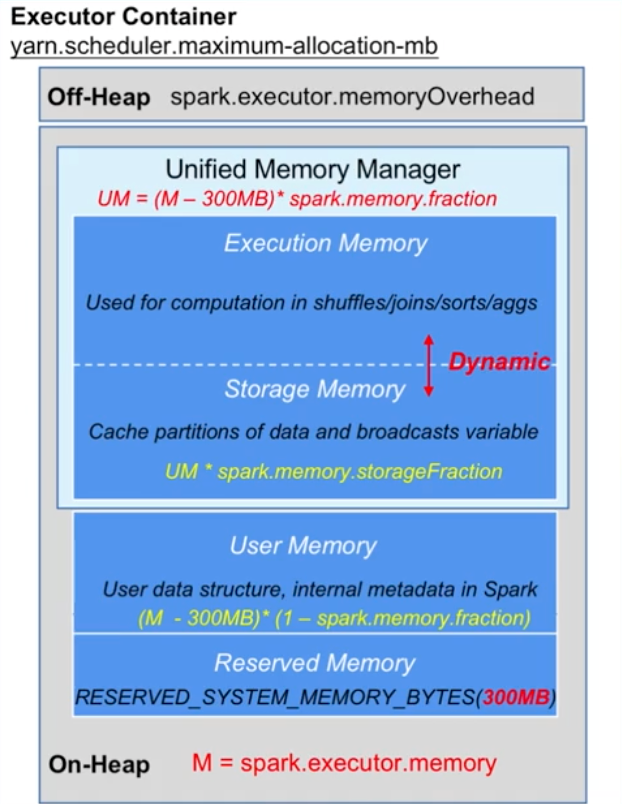 Executor Container
yarn.scheduler.maximum-allocation-mb
Off-Heap spark.executor.memoryOverhead
Unified Memory Manager
UM = (M – 300MB)* spark.memory.fraction
Execution Memory
Used for computation in shuffles/joins/sorts/aggs
Dynamic
Storage Memory
Cache partitions of data and broadcasts variable
UM * spark.memory.storageFraction
User Memory
User data structure, internal metadata in Spark
(M - 300MB)* (1 – spark.memory.fraction)
Reserved Memory
RESERVED_SYSTEM_MEMORY_BYTES(300MB)
On-Heap M = spark.executor.memory